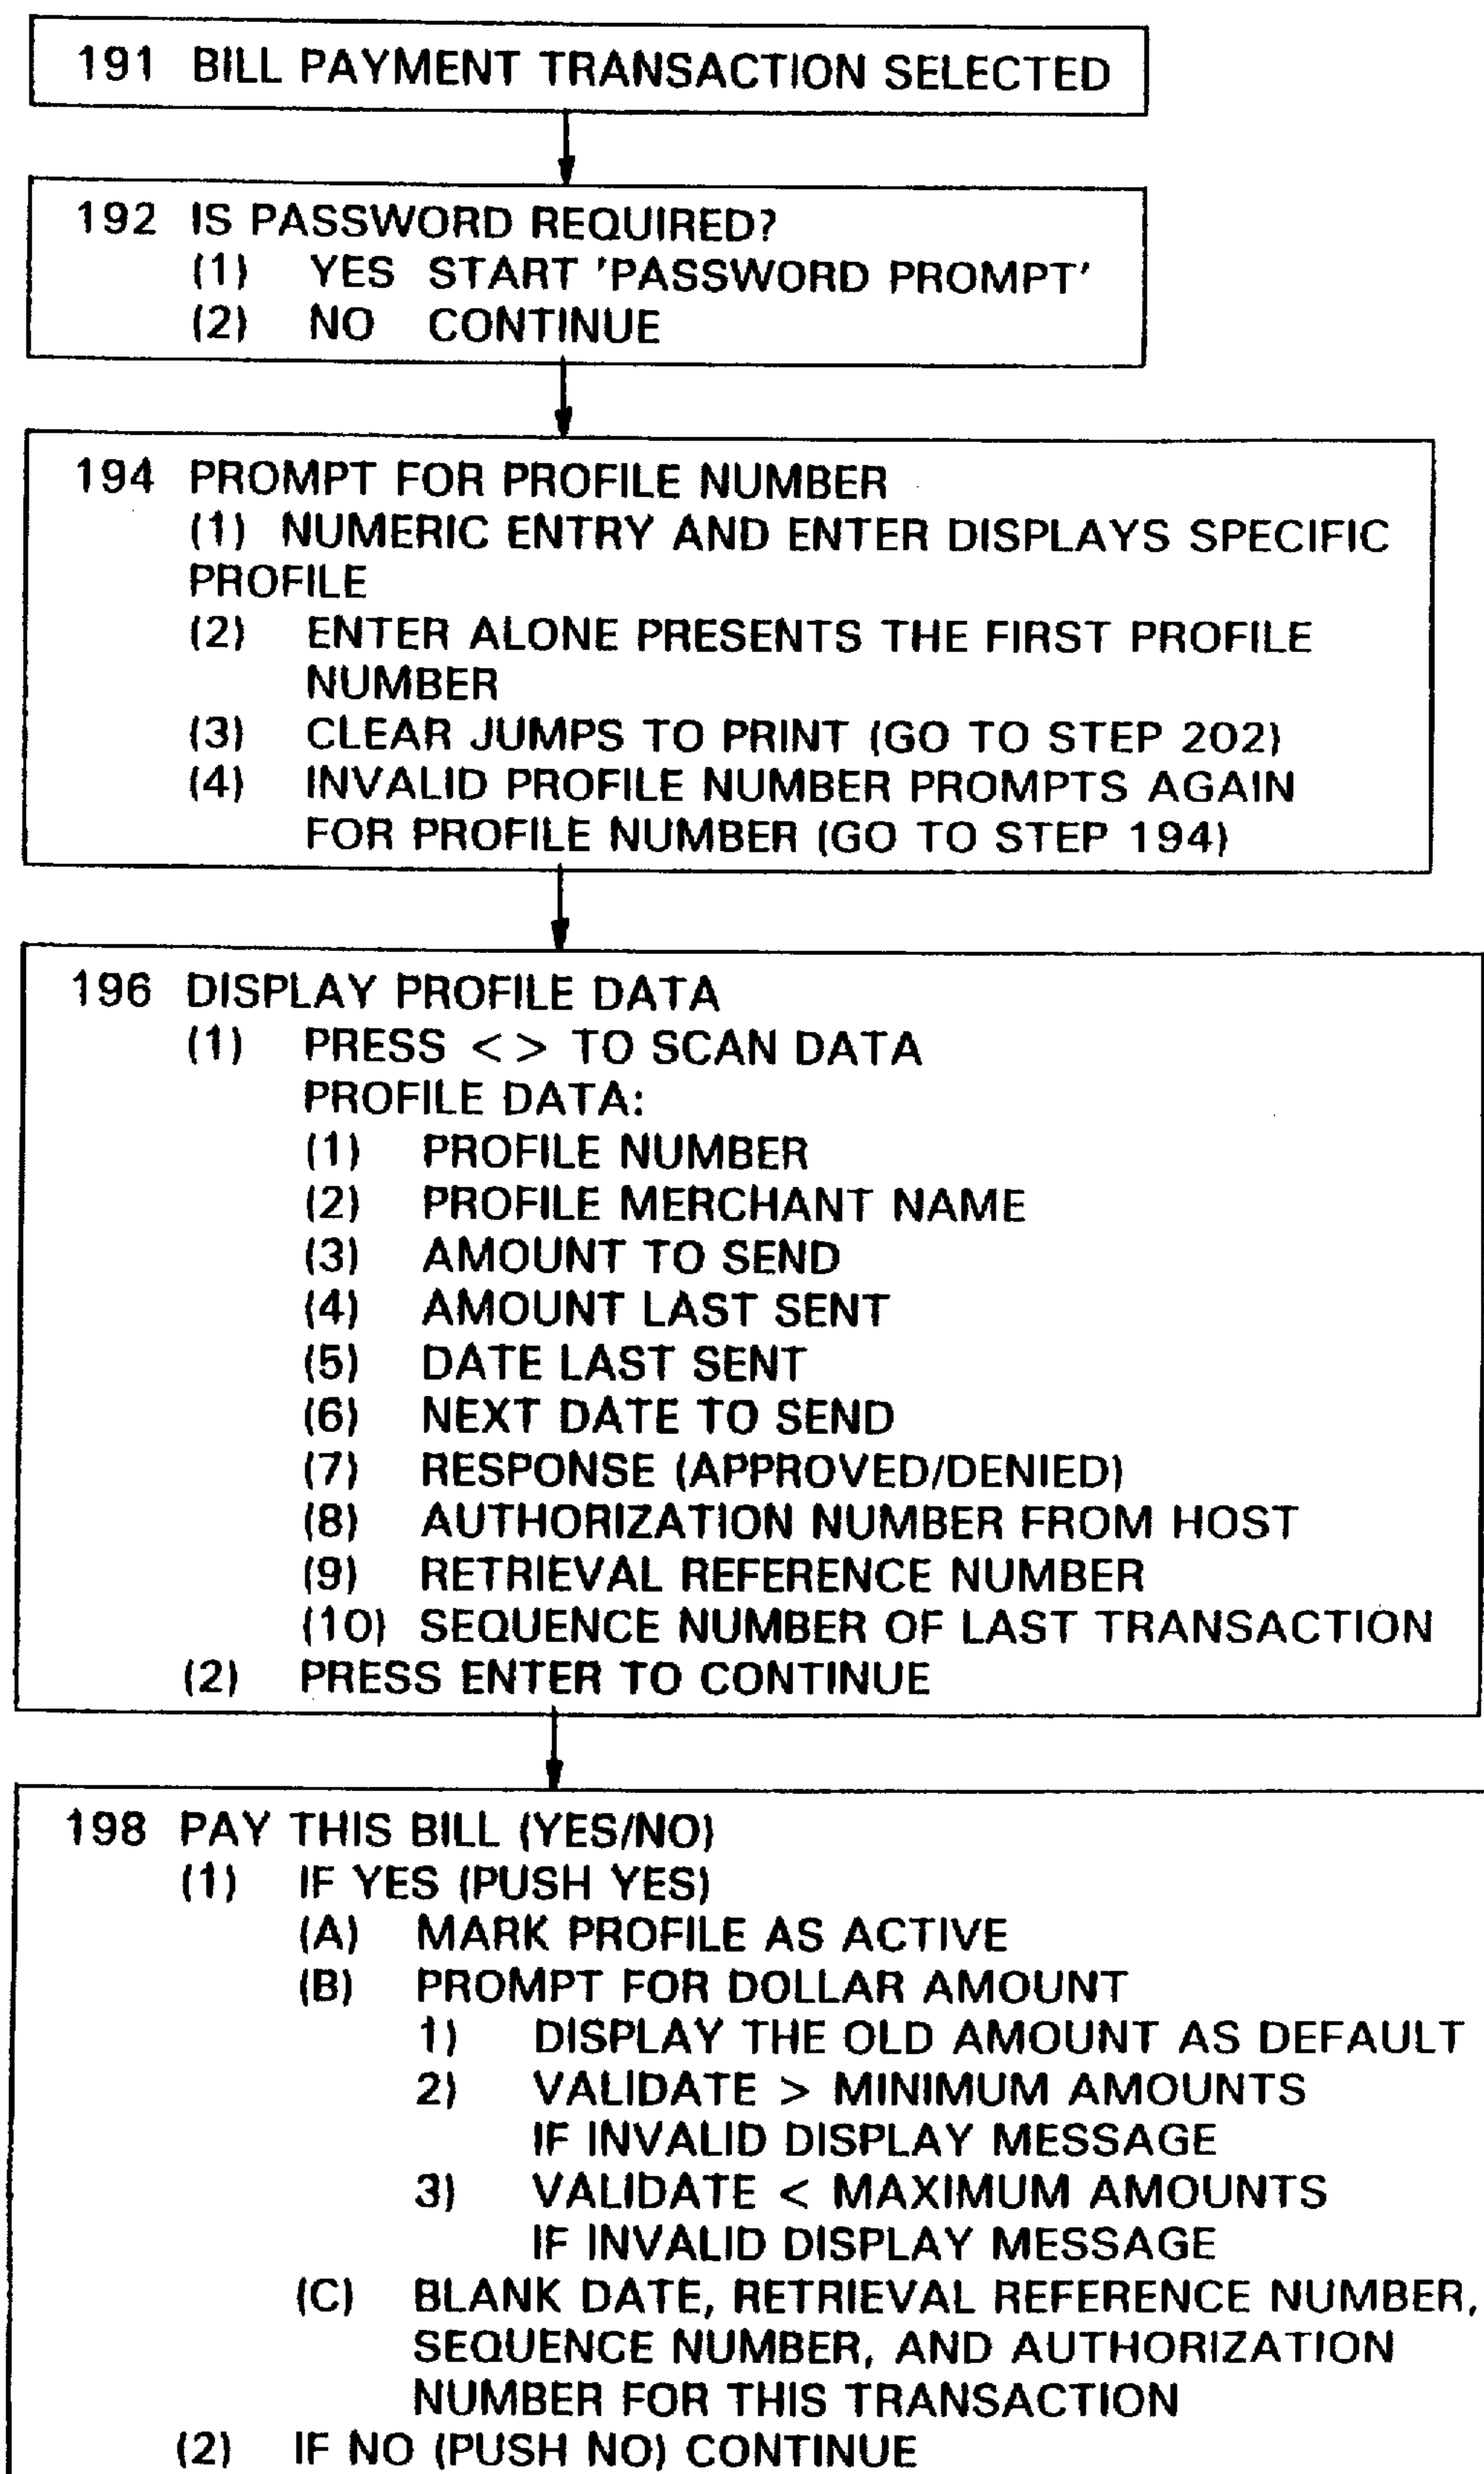 191 BILL PAYMENT TRANSACTION SELECTED
192 IS PASSWORD REQUIRED?
(1) YES START 'PASSWORD PROMPT'
(2) NO CONTINUE
194 PROMPT FOR PROFILE NUMBER
(1) NUMERIC ENTRY AND ENTER DISPLAYS SPECIFIC
PROFILE
(2) ENTER ALONE PRESENTS THE FIRST PROFILE
NUMBER
(3) CLEAR JUMPS TO PRINT (GO TO STEP 202)
(4) INVALID PROFILE NUMBER PROMPTS AGAIN
FOR PROFILE NUMBER (GO TO STEP 194)
196 DISPLAY PROFILE DATA
(1) PRESS < > TO SCAN DATA
PROFILE DATA:
(1) PROFILE NUMBER
(2) PROFILE MERCHANT NAME
(3) AMOUNT TO SEND
(4) AMOUNT LAST SENT
(5) DATE LAST SENT
(6) NEXT DATE TO SEND
(7) RESPONSE (APPROVED/DENIED)
(8) AUTHORIZATION NUMBER FROM HOST
(9) RETRIEVAL REFERENCE NUMBER
(10) SEQUENCE NUMBER OF LAST TRANSACTION
(2) PRESS ENTER TO CONTINUE
198 PAY THIS BILL (YES/NO)
(1) IF YES (PUSH YES)
(A) MARK PROFILE AS ACTIVE
(B) PROMPT FOR DOLLAR AMOUNT
1) DISPLAY THE OLD AMOUNT AS DEFAULT
2) VALIDATE > MINIMUM AMOUNTS
IF INVALID DISPLAY MESSAGE
3) VALIDATE < MAXIMUM AMOUNTS
IF INVALID DISPLAY MESSAGE
(C) BLANK DATE, RETRIEVAL REFERENCE NUMBER,
SEQUENCE NUMBER, AND AUTHORIZATION
NUMBER FOR THIS TRANSACTION
(2) IF NO (PUSH NO) CONTINUE